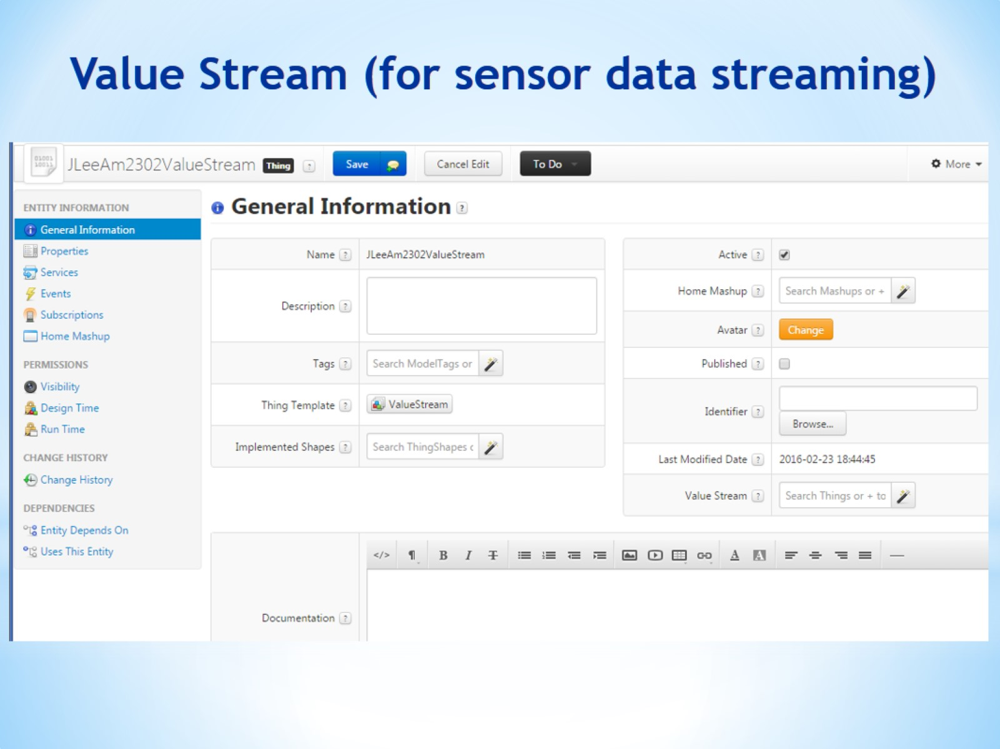 Value Stream (for sensor data streaming)
01001
10011
JLeeAm2302ValueStream Thing ? Save Cancel Edit To Do More
ENTITY INFORMATION
General Information
Properties
Services
Events
Subscriptions
Home Mashup
PERMISSIONS
Visibility
Design Time
Run Time
CHANGE HISTORY
Change History
DEPENDENCIES
Entity Depends On
Uses This Entity
General Information ?
Name ? JLeeAm2302ValueStream
Description ?
Tags ? Search ModelTags or
Thing Template ? ValueStream
Implemented Shapes ? Search ThingShapes c
Active ?
Home Mashup ? Search Mashups or +
Avatar ? Change
Published ?
Identifier ?
Browse...
Last Modified Date ? 2016-02-23 18:44:45
Value Stream ? Search Things or + to
</> ¶ B I T A A
Documentation ?